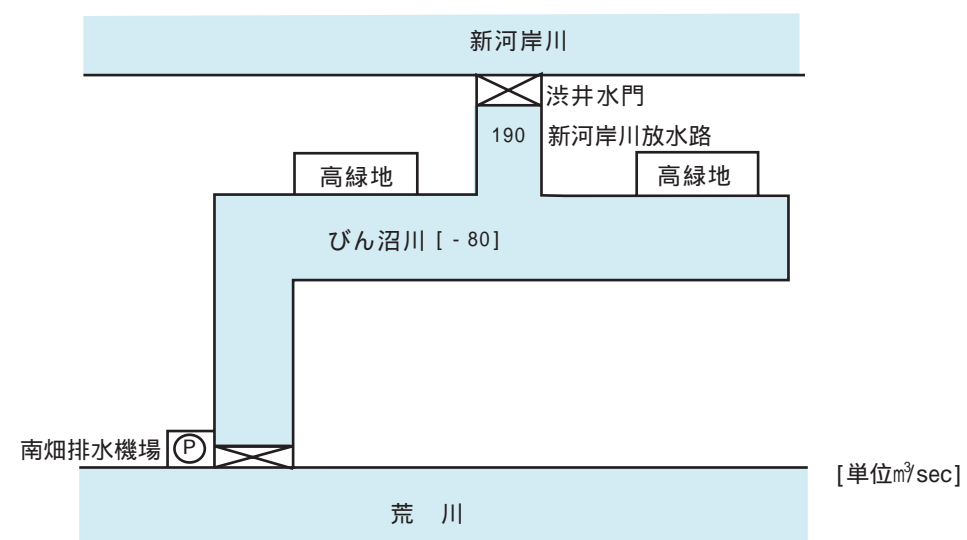 新河岸川
渋井水門
190
新河岸川放水路
高緑地
高緑地
びん沼川 [ - 80]
南畑排水機場
P
[単位m³/sec]
荒 川